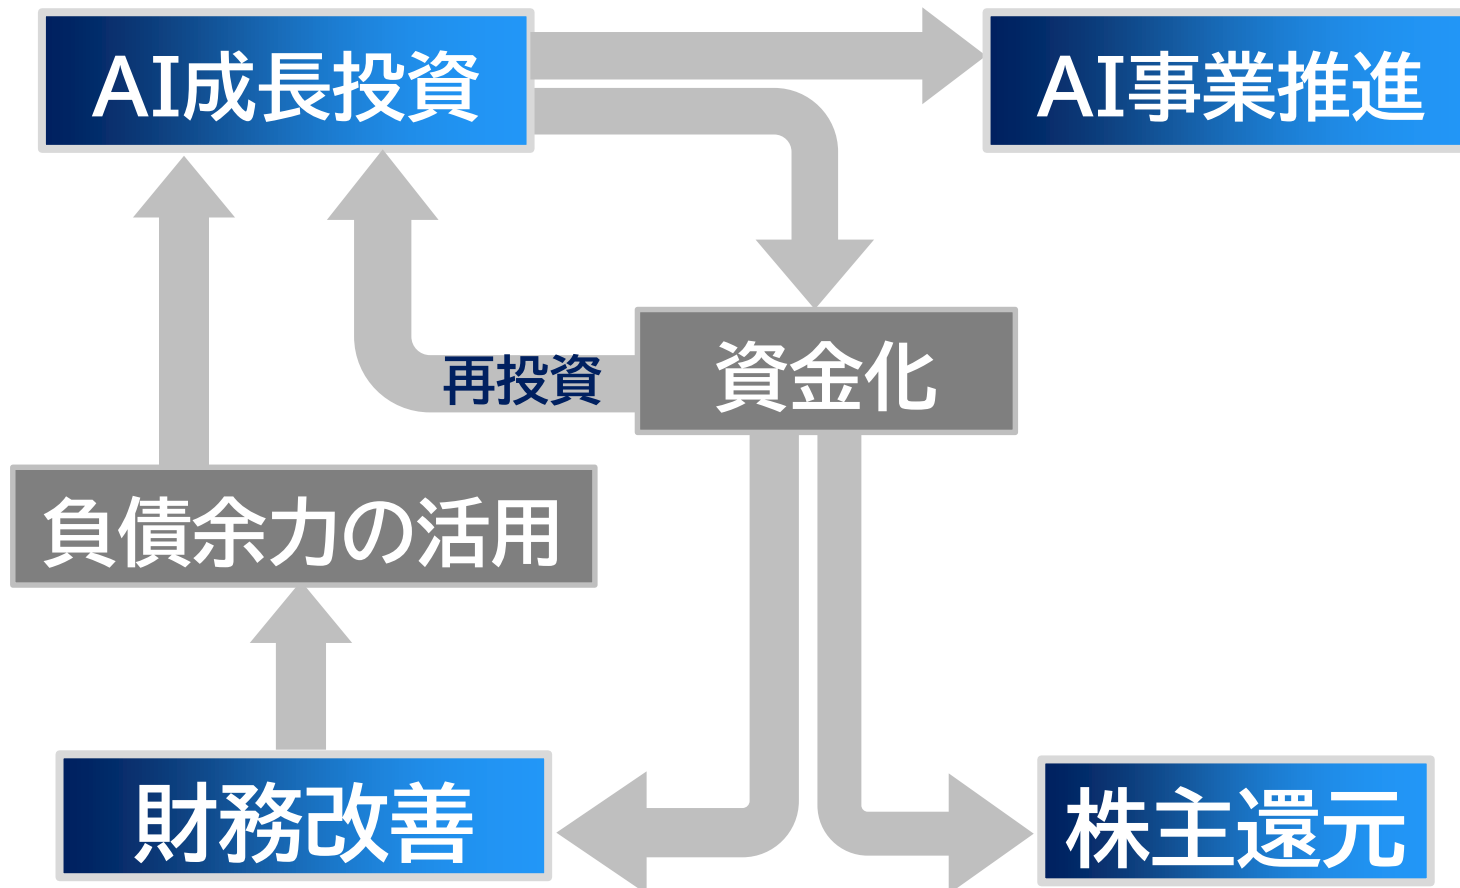 AI成長投資
AI事業推進
再投資
資金化
負債余力の活用
財務改善
株主還元